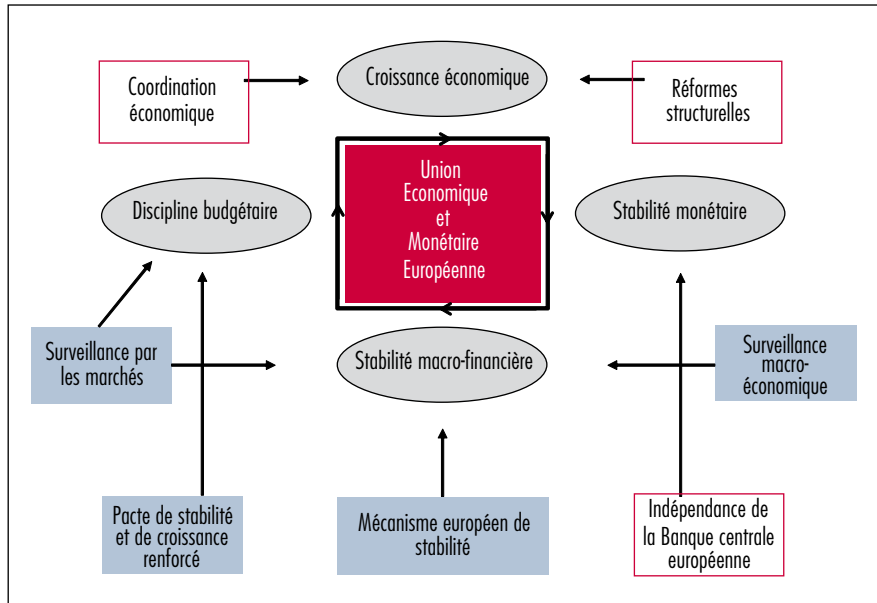 Coordination
économique
Croissance économique
Réformes
structurelles
Union
Economique
et
Monétaire
Européenne
Discipline budgétaire
Stabilité monétaire
Surveillance par
les marchés
Stabilité macro-financière
Surveillance
macro-
économique
Pacte de stabilité
et de croissance
renforcé
Mécanisme européen de
stabilité
Indépendance de
la Banque centrale
européenne